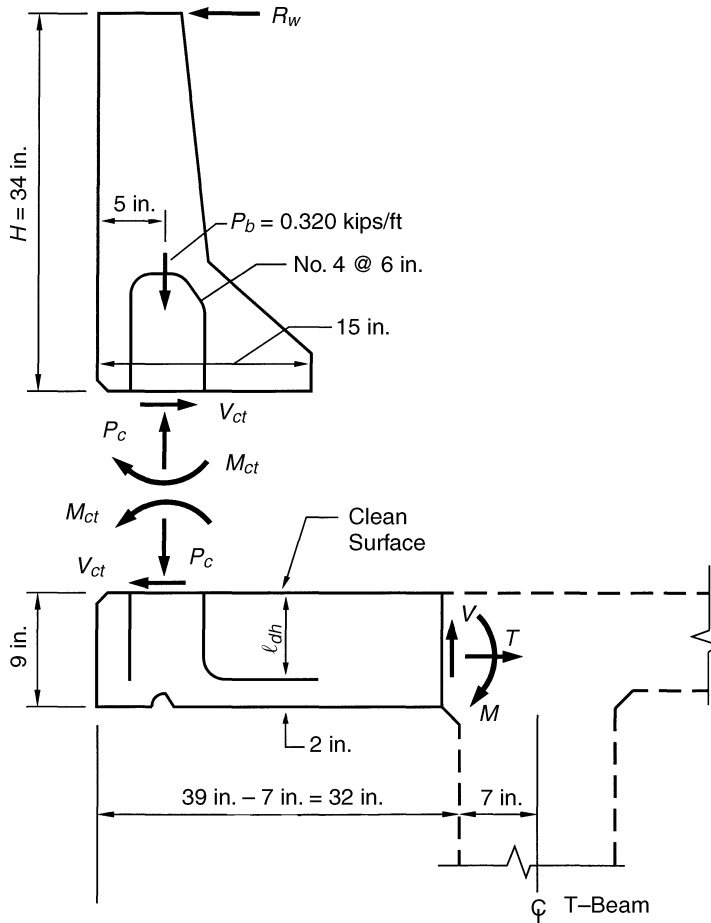 R_w
H = 34 in.
5 in.
P_b = 0.320 kips/ft
No. 4 @ 6 in.
15 in.
V_ct
P_c
M_ct
M_ct
Clean
Surface
P_c
V_ct
9 in.
ℓ_dh
V
T
M
2 in.
39 in. – 7 in. = 32 in.
7 in.
℄ T–Beam